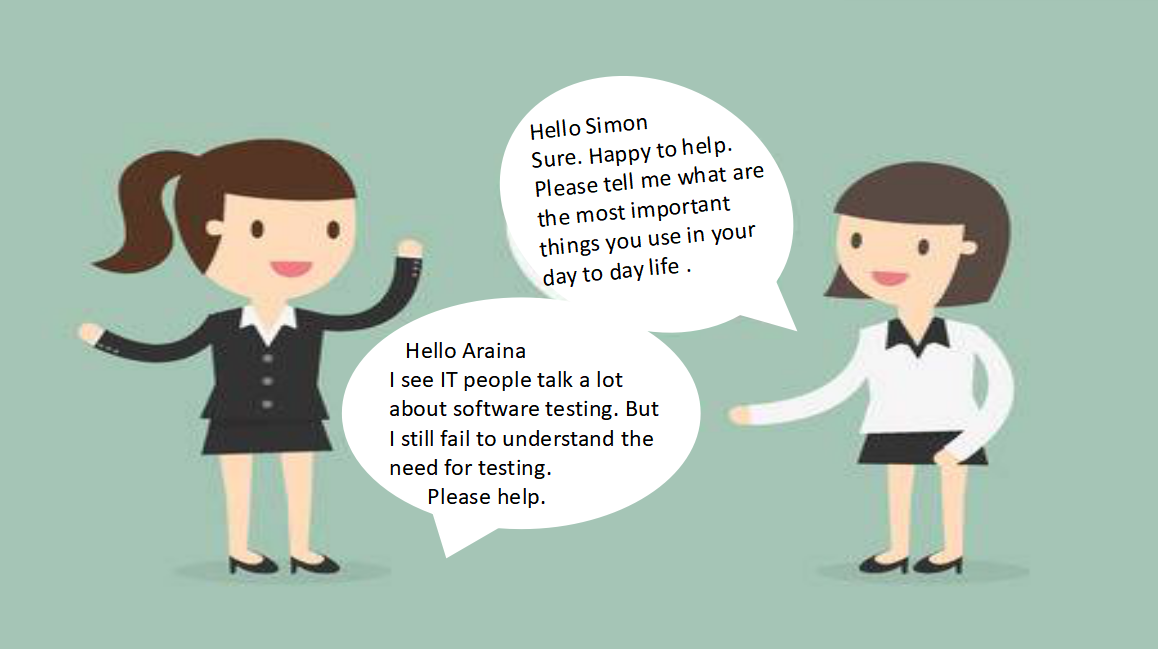 Hello Simon
Sure. Happy to help.
Please tell me what are
the most important
things you use in your
day to day life .
Hello Araina
I see IT people talk a lot
about software testing. But
I still fail to understand the
need for testing.
Please help.